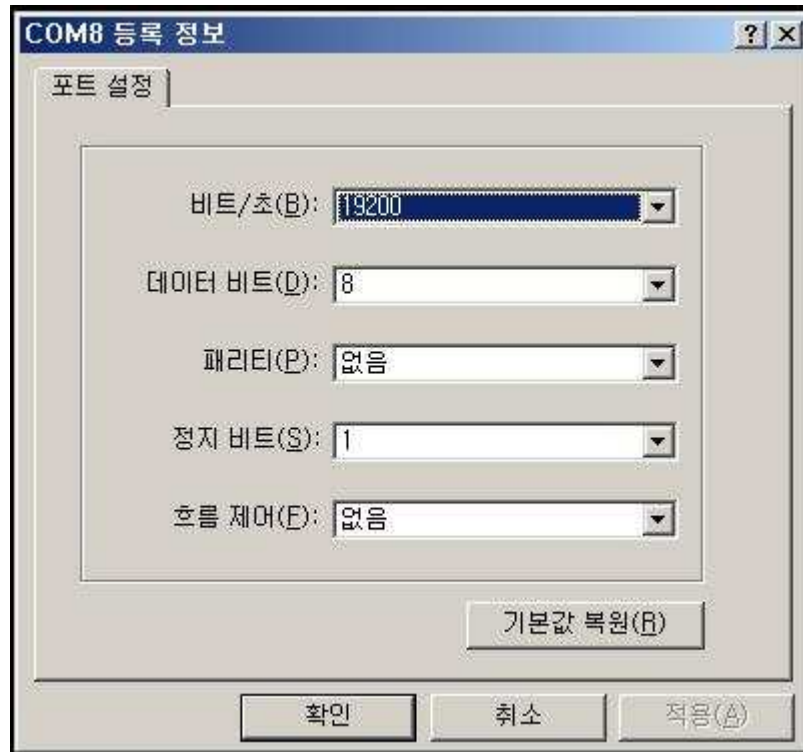 COM8 등록 정보
포트 설정
비트/초(B): 19200
데이터 비트(D): 8
패리티(P): 없음
정지 비트(S): 1
흐름 제어(F): 없음
기본값 복원(R)
확인 취소 적용(A)